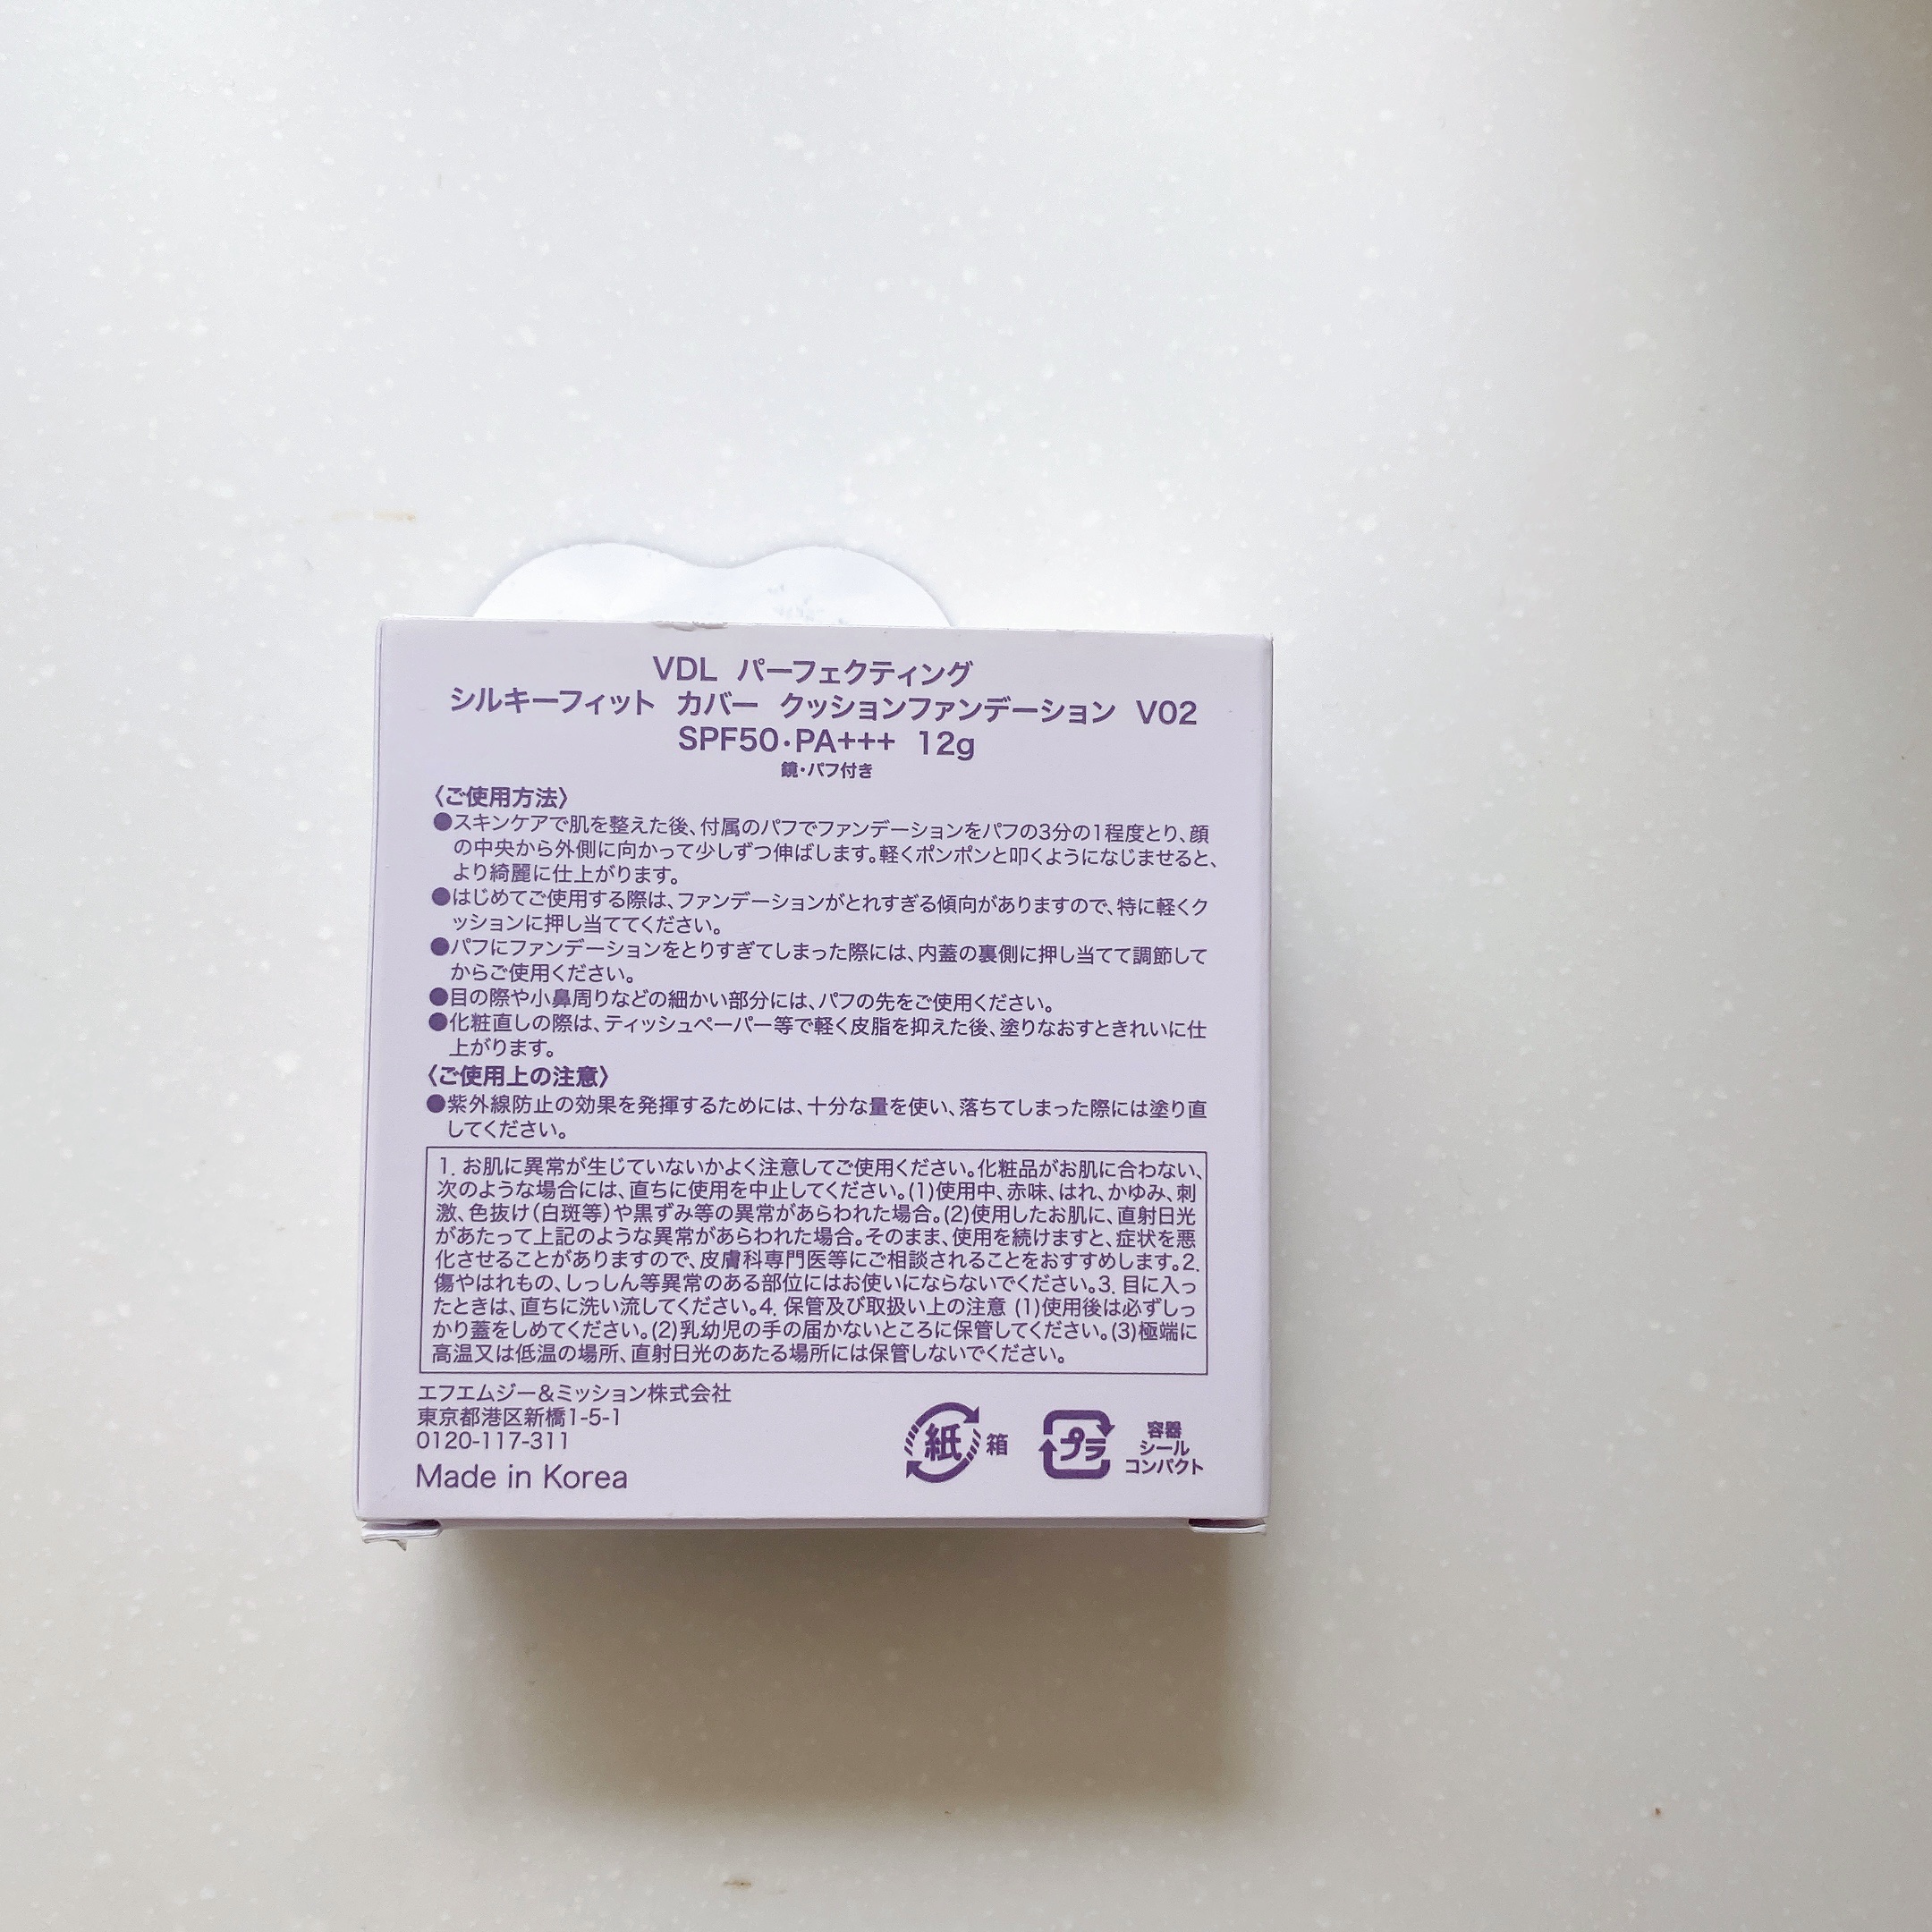 VDL パーフェクティング
シルキーフィット カバー クッションファンデーション V02
SPF50・PA+++ 12g
鏡・パフ付き
〈ご使用方法〉
●スキンケアで肌を整えた後、付属のパフでファンデーションをパフの3分の1程度とり、顔
の中央から外側に向かって少しずつ伸ばします。軽くポンポンと叩くようになじませると、
より綺麗に仕上がります。
●はじめてご使用する際は、ファンデーションがとれすぎる傾向がありますので、特に軽くク
ッションに押し当ててください。
●パフにファンデーションをとりすぎてしまった際には、内蓋の裏側に押し当てて調節して
からご使用ください。
●目の際や小鼻周りなどの細かい部分には、パフの先をご使用ください。
●化粧直しの際は、ティッシュペーパー等で軽く皮脂を抑えた後、塗りなおすときれいに仕
上がります。
〈ご使用上の注意〉
●紫外線防止の効果を発揮するためには、十分な量を使い、落ちてしまった際には塗り直
してください。
1. お肌に異常が生じていないかよく注意してご使用ください。化粧品がお肌に合わない、
次のような場合には、直ちに使用を中止してください。(1)使用中、赤味、はれ、かゆみ、刺
激、色抜け(白斑等)や黒ずみ等の異常があらわれた場合。(2)使用したお肌に、直射日光
があたって上記のような異常があらわれた場合。そのまま、使用を続けますと、症状を悪
化させることがありますので、皮膚科専門医等にご相談されることをおすすめします。2.
傷やはれもの、しっしん等異常のある部位にはお使いにならないでください。3. 目に入っ
たときは、直ちに洗い流してください。4. 保管及び取扱い上の注意 (1)使用後は必ずしっ
かり蓋をしめてください。(2)乳幼児の手の届かないところに保管してください。(3)極端に
高温又は低温の場所、直射日光のあたる場所には保管しないでください。
エフエムジー&ミッション株式会社
東京都港区新橋1-5-1
0120-117-311
Made in Korea
紙 箱
プラ 容器
シール
コンパクト